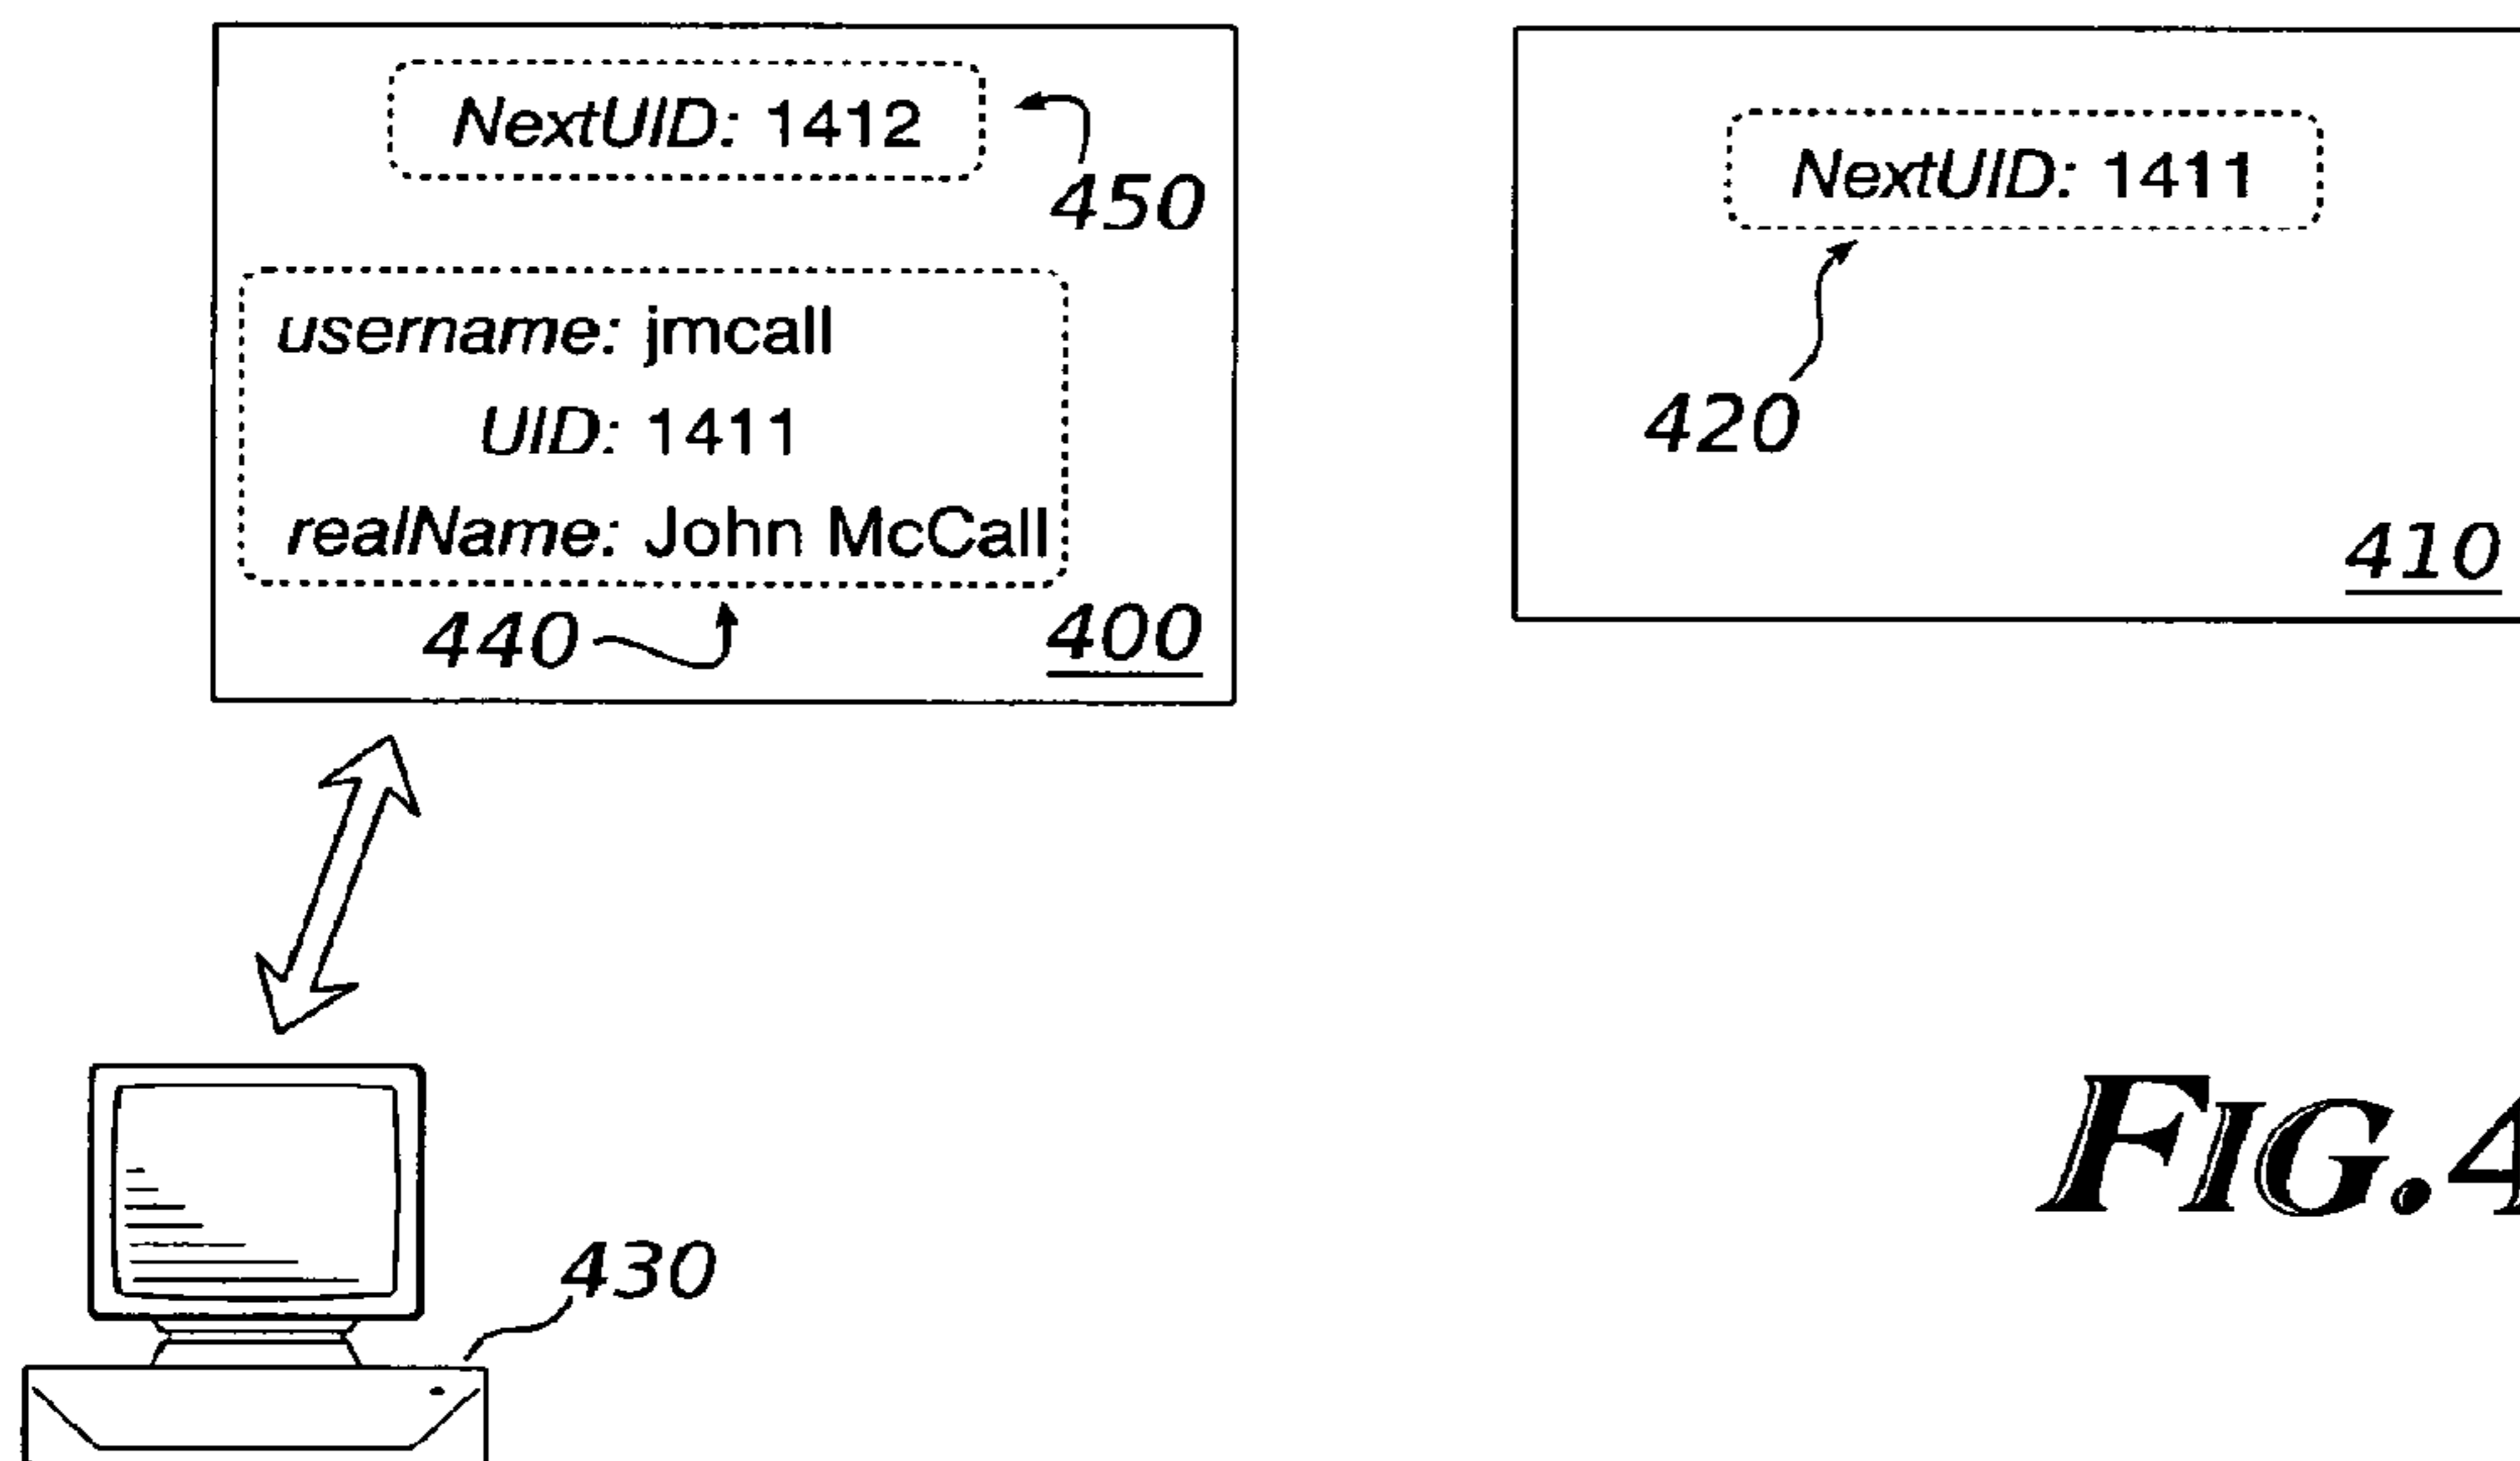 NextUID: 1412
450
username: jmcall
UID: 1411
realName: John McCall
440
400
NextUID: 1411
420
410
430
FIG.4